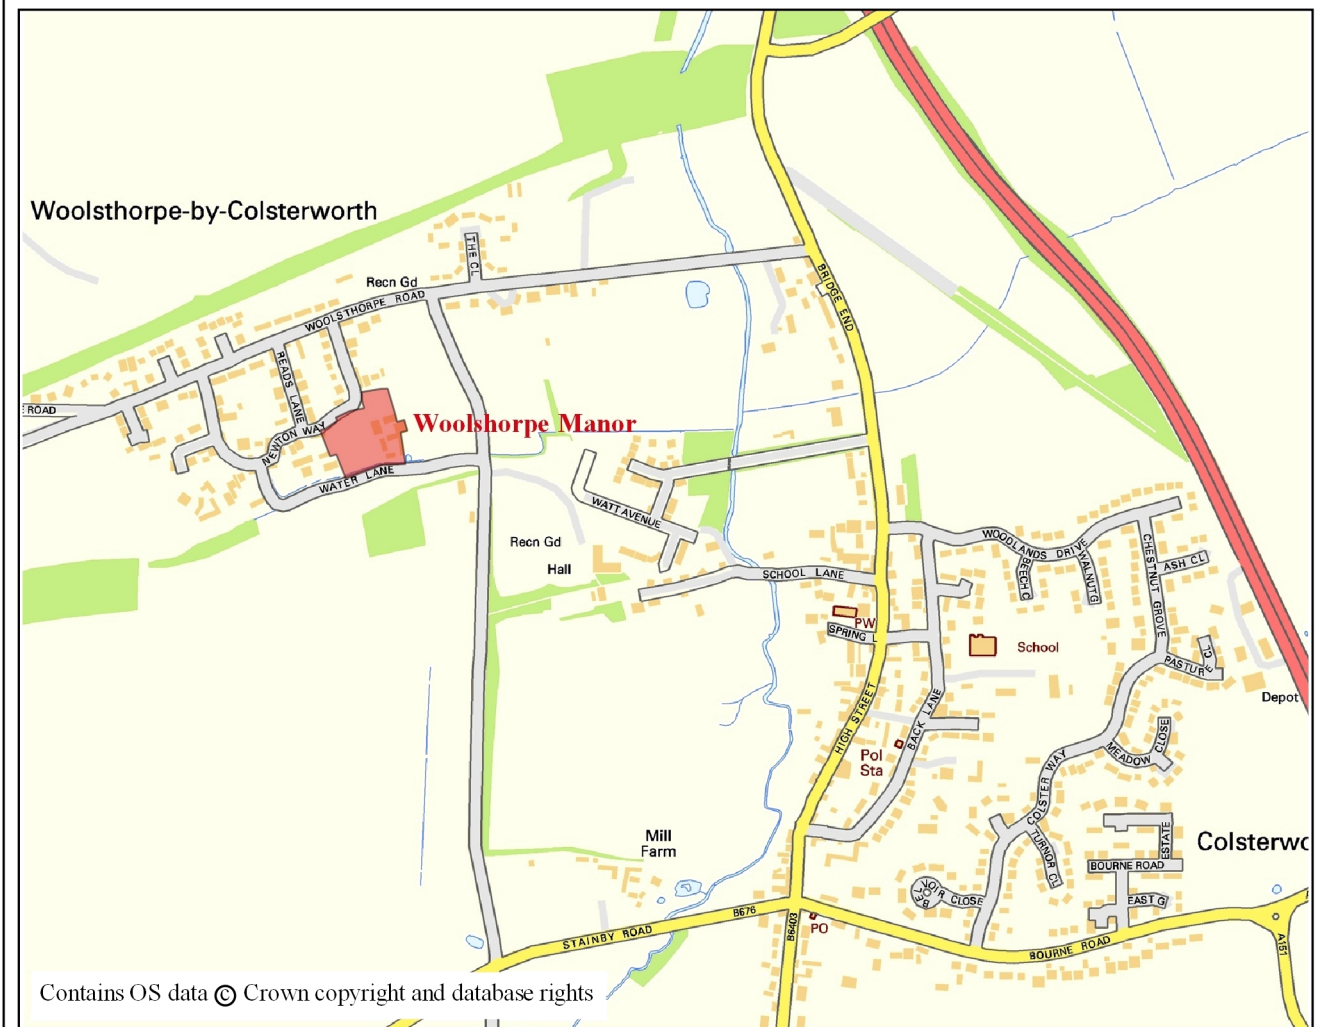 Woolsthorpe-by-Colsterworth
THE CL
Recn Gd
WOOLSTHORPE ROAD
BRIDGE END
READS LANE
E ROAD
Woolshorpe Manor
NEWTON WAY
WATER LANE
WATT AVENUE
Recn Gd
Hall
SCHOOL LANE
WOODLANDS DRIVE
BEECH C
WALNUT G
CHESTNUT GROVE
ASH CL
PW
SPRING L
School
PASTURE
CL
Depot
HIGH STREET
BACK LANE
Pol
Sta
MEADOW CLOSE
COLSTER WAY
TURNOR CL
Mill
Farm
ESTATE
BOURNE ROAD
Colsterwo
BELVOIR CLOSE
EAST G
STAINBY ROAD
B676
B6403
PO
BOURNE ROAD
A151
Contains OS data © Crown copyright and database rights